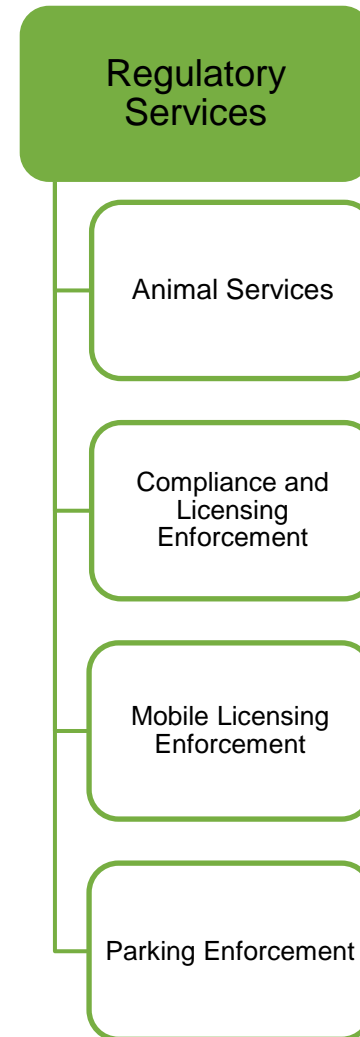 Regulatory
Services
Animal Services
Compliance and
Licensing
Enforcement
Mobile Licensing
Enforcement
Parking Enforcement